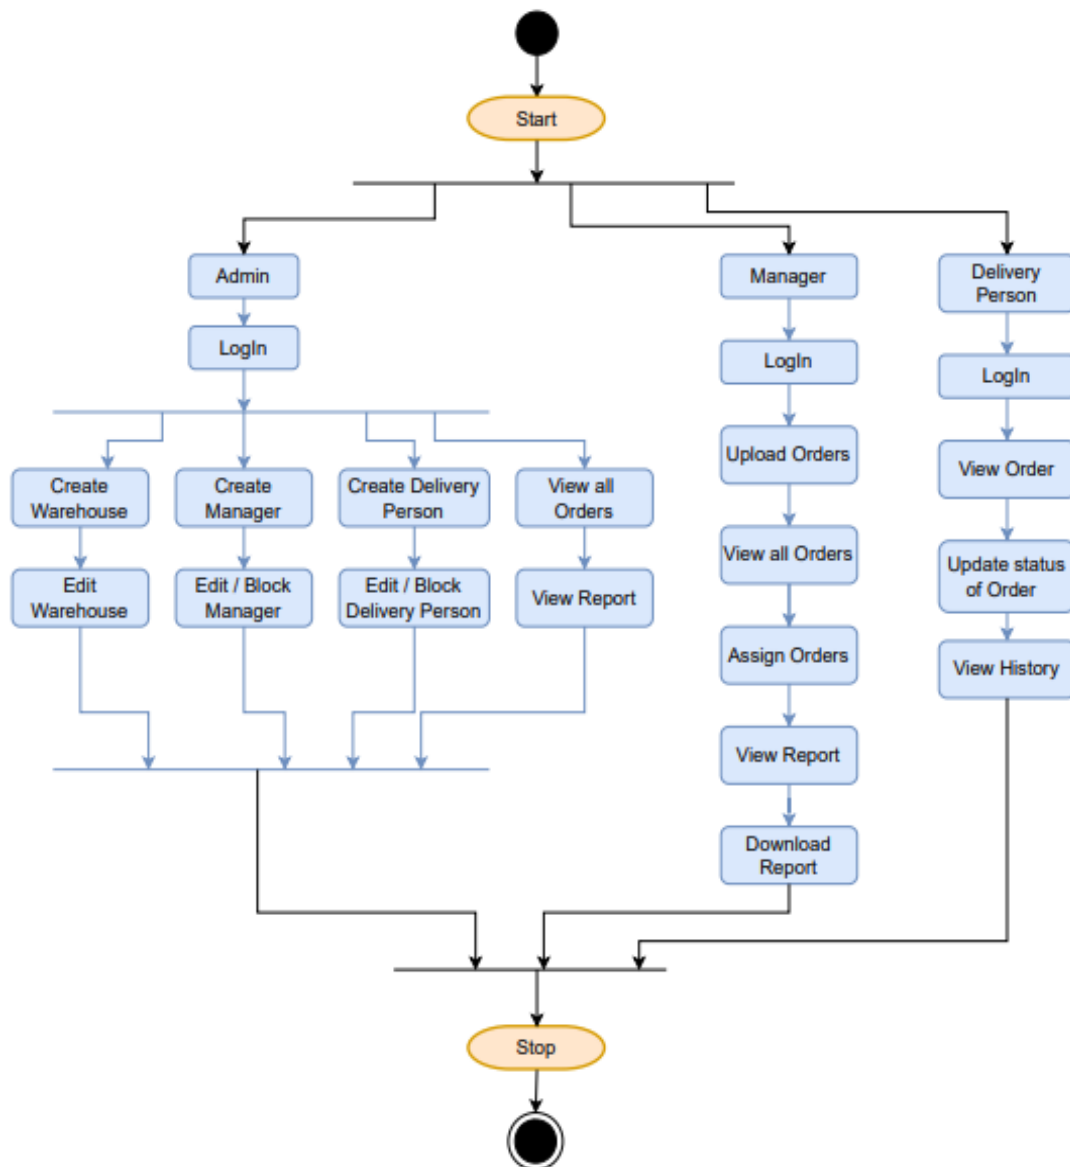 Start
Admin
Manager
Delivery
Person
LogIn
LogIn
LogIn
Create
Warehouse
Create
Manager
Create Delivery
Person
View all
Orders
Upload Orders
View Order
Edit
Warehouse
Edit / Block
Manager
Edit / Block
Delivery Person
View Report
View all Orders
Update status
of Order
Assign Orders
View History
View Report
Download
Report
Stop